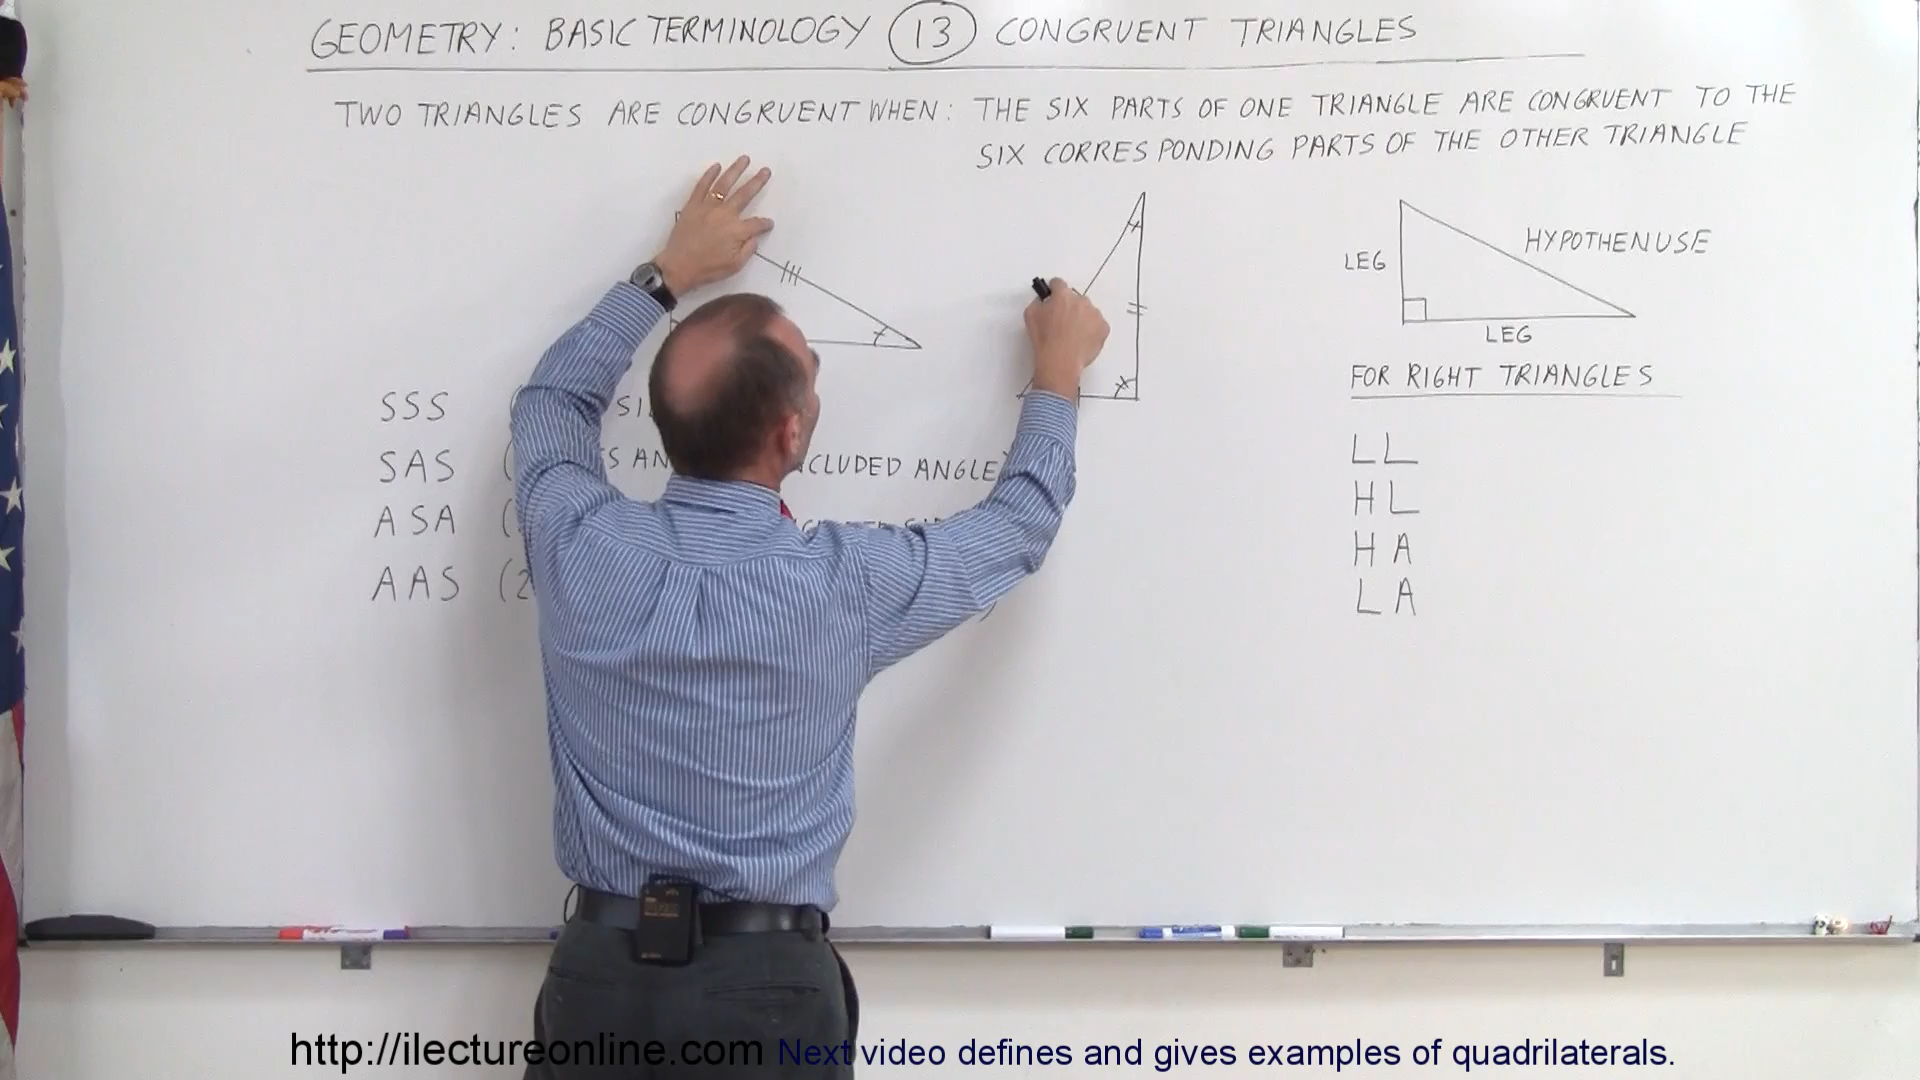 GEOMETRY: BASIC TERMINOLOGY 13 CONGRUENT TRIANGLES
TWO TRIANGLES ARE CONGRUENT WHEN: THE SIX PARTS OF ONE TRIANGLE ARE CONGRUENT TO THE
SIX CORRESPONDING PARTS OF THE OTHER TRIANGLE
HYPOTHENUSE
LEG
LEG
SSS
SAS
ASA
AAS (2
FOR RIGHT TRIANGLES
LL
HL
HA
LA
ANGLE
http://ilectureonline.com Next video defines and gives examples of quadrilaterals.